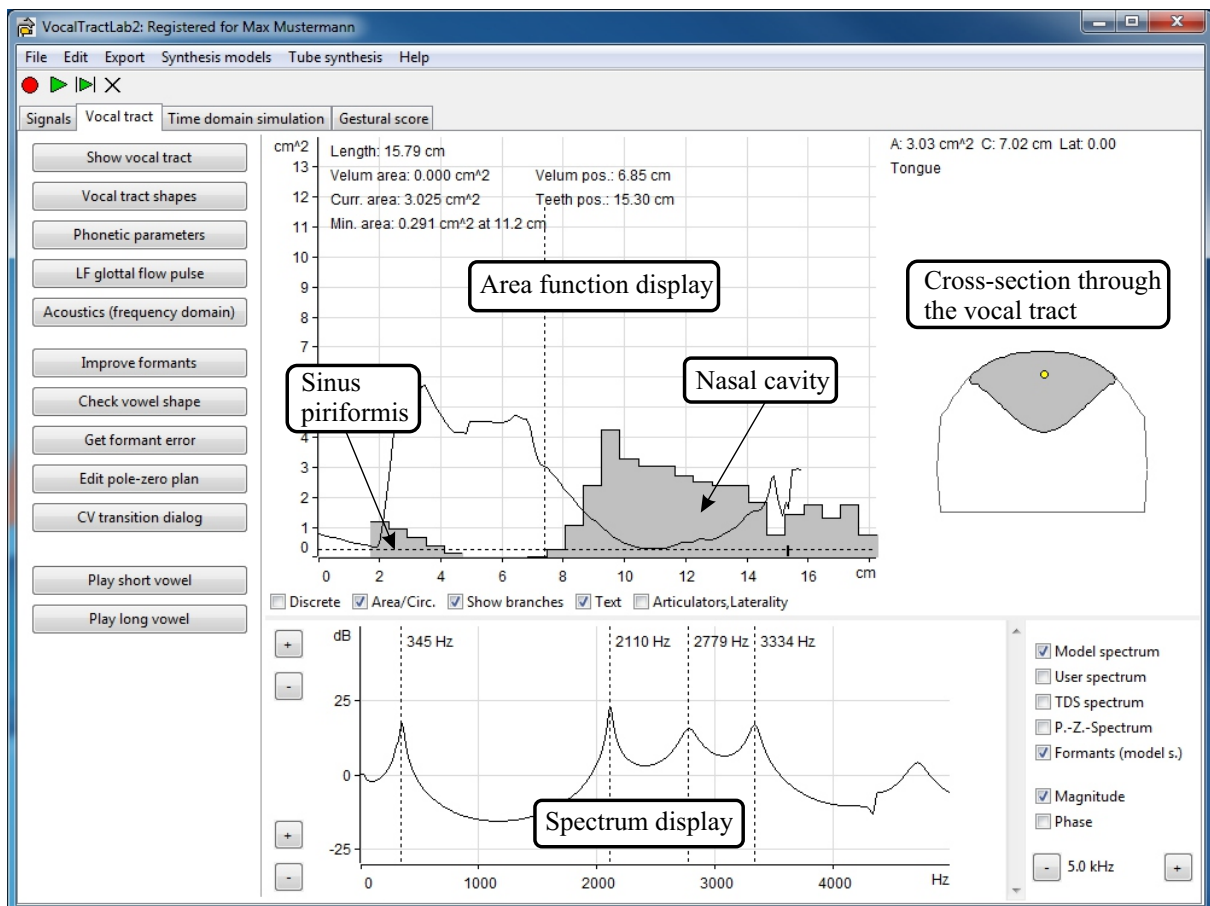 VocalTractLab2: Registered for Max Mustermann
File Edit Export Synthesis models Tube synthesis Help
Signals Vocal tract Time domain simulation Gestural score
Show vocal tract
Vocal tract shapes
Phonetic parameters
LF glottal flow pulse
Acoustics (frequency domain)
Improve formants
Check vowel shape
Get formant error
Edit pole-zero plan
CV transition dialog
Play short vowel
Play long vowel
cm^2
Length: 15.79 cm
Velum area: 0.000 cm^2 Velum pos.: 6.85 cm
Curr. area: 3.025 cm^2 Teeth pos.: 15.30 cm
Min. area: 0.291 cm^2 at 11.2 cm
13
12
11
10
9
8
7
4
3
2
1
0
Area function display
Sinus
piriformis
Nasal cavity
0 2 4 6 8 10 12 14 16 cm
Discrete Area/Circ. Show branches Text Articulators,Laterality
A: 3.03 cm^2 C: 7.02 cm Lat: 0.00
Tongue
Cross-section through
the vocal tract
+
-
+
-
dB
345 Hz 2110 Hz 2779 Hz 3334 Hz
25
0
-25
Spectrum display
0 1000 2000 3000 4000 Hz
Model spectrum
User spectrum
TDS spectrum
P.-Z.-Spectrum
Formants (model s.)
Magnitude
Phase
- 5.0 kHz +